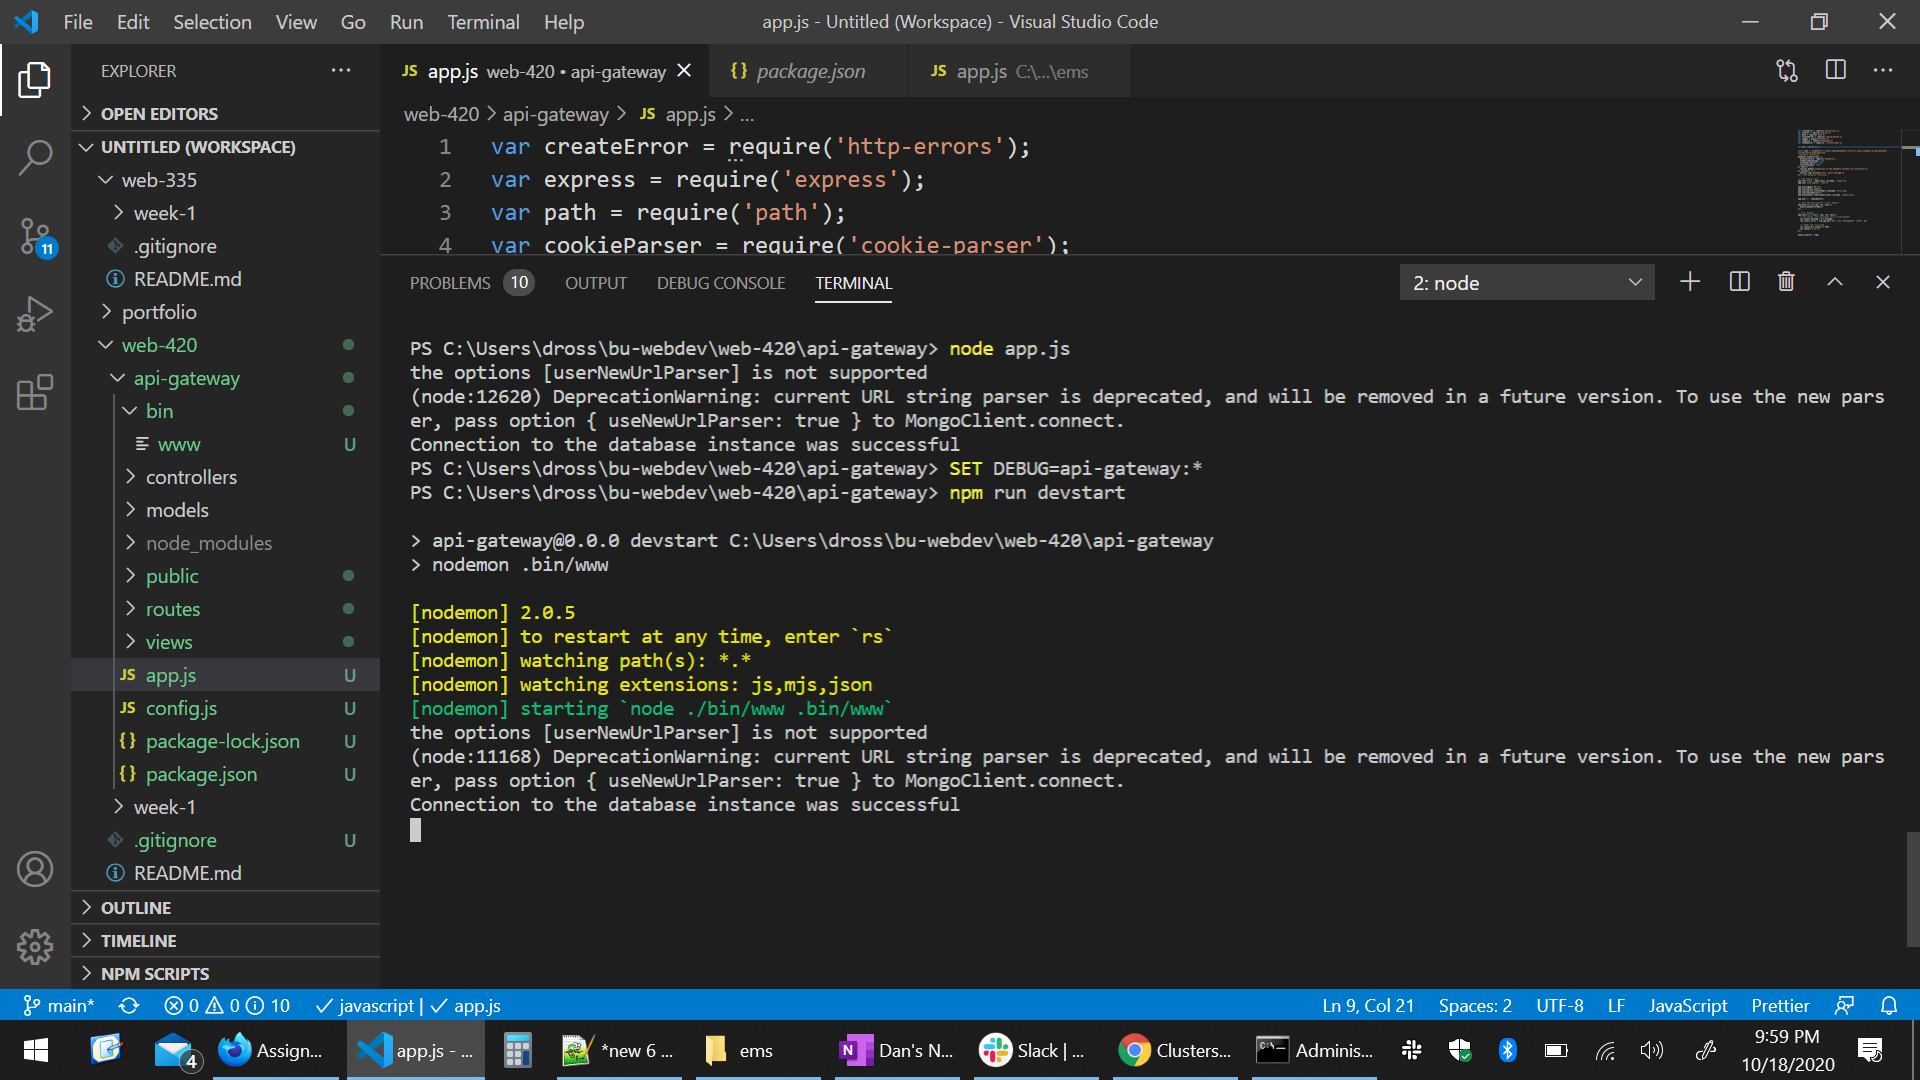 File Edit Selection View Go Run Terminal Help
app.js - Untitled (Workspace) - Visual Studio Code
EXPLORER
OPEN EDITORS
UNTITLED (WORKSPACE)
web-335
week-1
.gitignore
README.md
portfolio
web-420
api-gateway
bin
www U
controllers
models
node_modules
public
routes
views
JS app.js U
JS config.js U
{} package-lock.json U
{} package.json U
week-1
.gitignore U
README.md
OUTLINE
TIMELINE
NPM SCRIPTS
11
JS app.js web-420 • api-gateway
{} package.json
JS app.js C:\...\ems
web-420 > api-gateway > JS app.js > ...
1 var createError = require('http-errors');
2 var express = require('express');
3 var path = require('path');
4 var cookieParser = require('cookie-parser');
PROBLEMS 10 OUTPUT DEBUG CONSOLE TERMINAL
2: node
PS C:\Users\dross\bu-webdev\web-420\api-gateway> node app.js
the options [userNewUrlParser] is not supported
(node:12620) DeprecationWarning: current URL string parser is deprecated, and will be removed in a future version. To use the new pars
er, pass option { useNewUrlParser: true } to MongoClient.connect.
Connection to the database instance was successful
PS C:\Users\dross\bu-webdev\web-420\api-gateway> SET DEBUG=api-gateway:*
PS C:\Users\dross\bu-webdev\web-420\api-gateway> npm run devstart
> api-gateway@0.0.0 devstart C:\Users\dross\bu-webdev\web-420\api-gateway
> nodemon .bin/www
[nodemon] 2.0.5
[nodemon] to restart at any time, enter `rs`
[nodemon] watching path(s): *.*
[nodemon] watching extensions: js,mjs,json
[nodemon] starting `node ./bin/www .bin/www`
the options [userNewUrlParser] is not supported
(node:11168) DeprecationWarning: current URL string parser is deprecated, and will be removed in a future version. To use the new pars
er, pass option { useNewUrlParser: true } to MongoClient.connect.
Connection to the database instance was successful
main* 0 0 10 javascript | app.js
Ln 9, Col 21 Spaces: 2 UTF-8 LF JavaScript Prettier
4 Assign... app.js - ... *new 6 ... ems Dan's N... Slack | ... Clusters... Adminis...
9:59 PM
10/18/2020